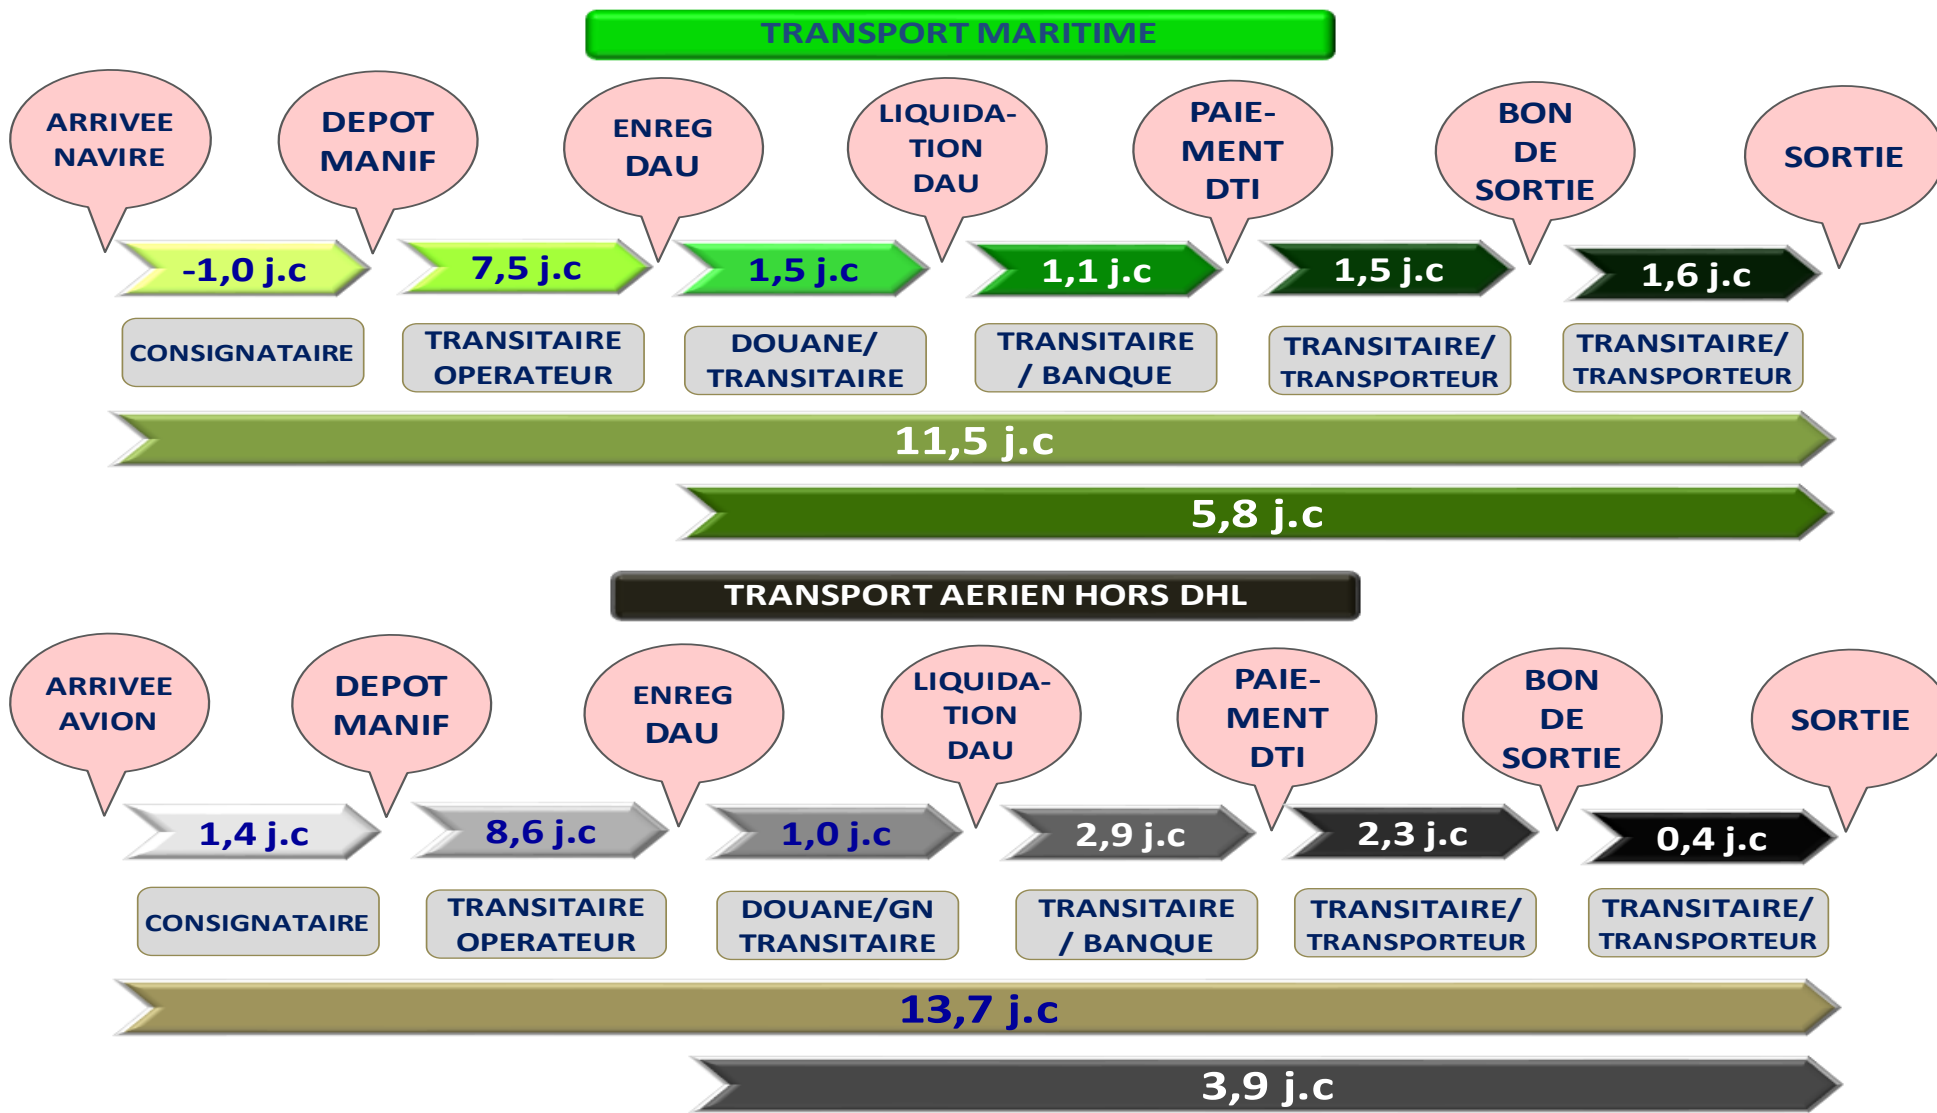 TRANSPORT MARITIME
ARRIVEE
NAVIRE
DEPOT
MANIF
ENREG
DAU
LIQUIDA-
TION
DAU
PAIE-
MENT
DTI
BON
DE
SORTIE
SORTIE
-1,0 j.c
7,5 j.c
1,5 j.c
1,1 j.c
1,5 j.c
1,6 j.c
CONSIGNATAIRE
TRANSITAIRE
OPERATEUR
DOUANE/
TRANSITAIRE
TRANSITAIRE
/ BANQUE
TRANSITAIRE/
TRANSPORTEUR
TRANSITAIRE/
TRANSPORTEUR
11,5 j.c
5,8 j.c
TRANSPORT AERIEN HORS DHL
ARRIVEE
AVION
DEPOT
MANIF
ENREG
DAU
LIQUIDA-
TION
DAU
PAIE-
MENT
DTI
BON
DE
SORTIE
SORTIE
1,4 j.c
8,6 j.c
1,0 j.c
2,9 j.c
2,3 j.c
0,4 j.c
CONSIGNATAIRE
TRANSITAIRE
OPERATEUR
DOUANE/GN
TRANSITAIRE
TRANSITAIRE
/ BANQUE
TRANSITAIRE/
TRANSPORTEUR
TRANSITAIRE/
TRANSPORTEUR
13,7 j.c
3,9 j.c